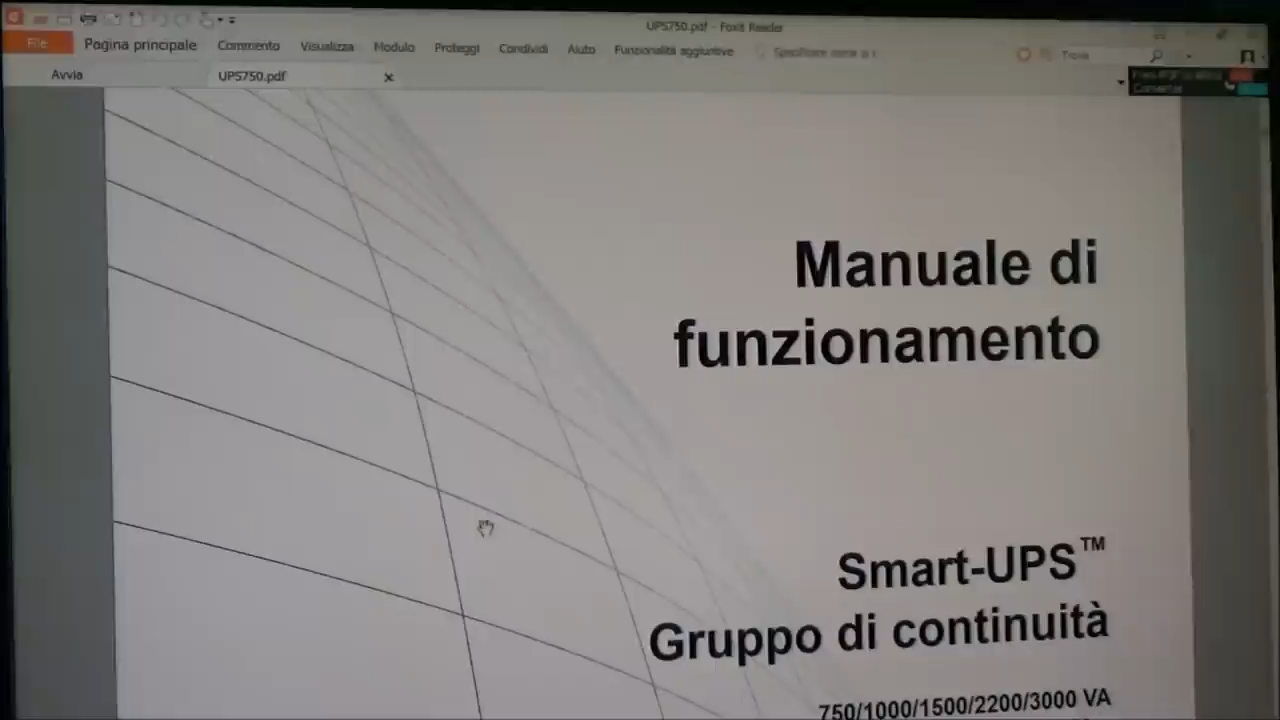 UPS750.pdf - Foxit Reader
File Pagina principale Commento Visualizza Modulo Proteggi Condividi Aiuto Funzionalità aggiuntive Trova
Avvia UPS750.pdf
Manuale di
funzionamento
Smart-UPS™
Gruppo di continuità
750/1000/1500/2200/3000 VA